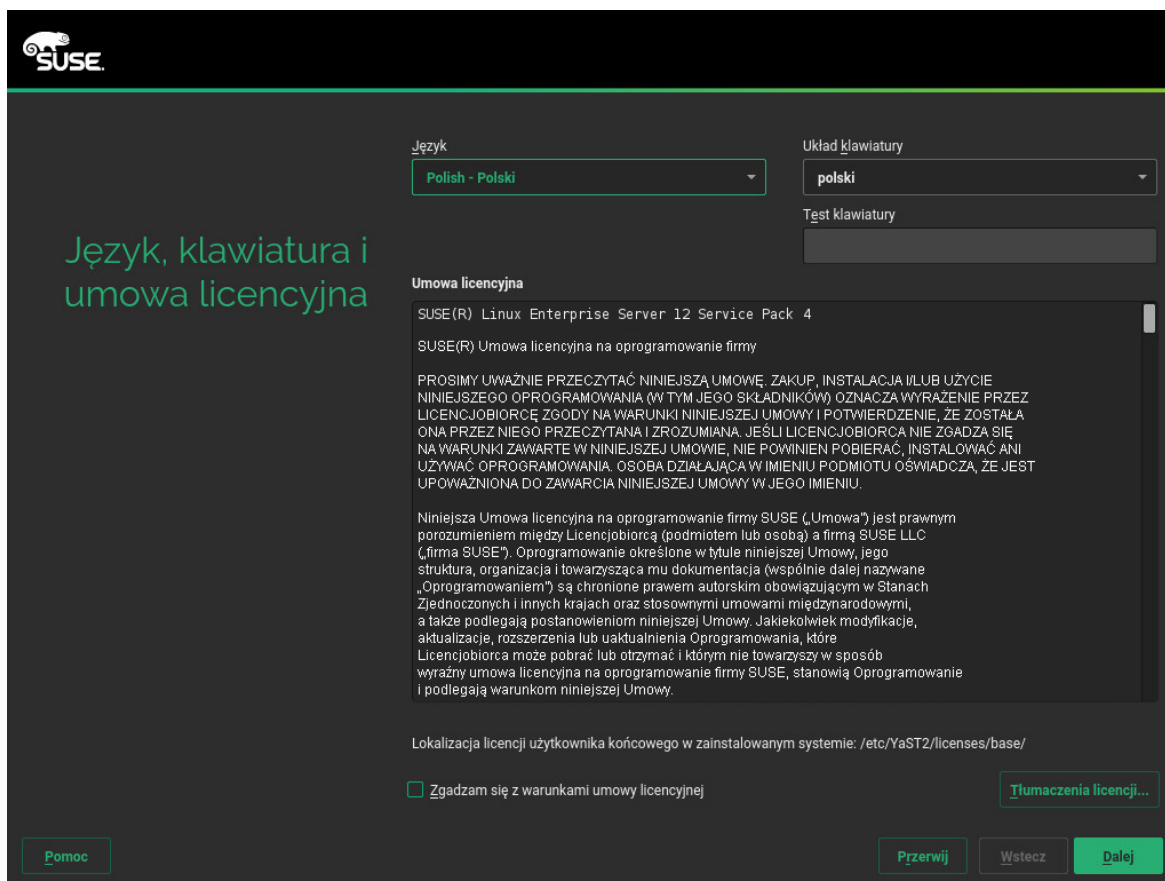 SUSE.
Język
Układ klawiatury
Polish - Polski
polski
Test klawiatury
Język, klawiatura i
umowa licencyjna
Umowa licencyjna
SUSE(R) Linux Enterprise Server 12 Service Pack 4
SUSE(R) Umowa licencyjna na oprogramowanie firmy
PROSIMY UWAŻNIE PRZECZYTAĆ NINIEJSZĄ UMOWĘ. ZAKUP, INSTALACJA I/LUB UŻYCIE
NINIEJSZEGO OPROGRAMOWANIA (W TYM JEGO SKŁADNIKÓW) OZNACZA WYRAŻENIE PRZEZ
LICENCJOBIORCĘ ZGODY NA WARUNKI NINIEJSZEJ UMOWY I POTWIERDZENIE, ŻE ZOSTAŁA
ONA PRZEZ NIEGO PRZECZYTANA I ZROZUMIANA. JEŚLI LICENCJOBIORCA NIE ZGADZA SIĘ
NA WARUNKI ZAWARTE W NINIEJSZEJ UMOWIE, NIE POWINIEN POBIERAĆ, INSTALOWAĆ ANI
UŻYWAĆ OPROGRAMOWANIA. OSOBA DZIAŁAJĄCA W IMIENIU PODMIOTU OŚWIADCZA, ŻE JEST
UPOWAŻNIONA DO ZAWARCIA NINIEJSZEJ UMOWY W JEGO IMIENIU.
Niniejsza Umowa licencyjna na oprogramowanie firmy SUSE („Umowa") jest prawnym
porozumieniem między Licencjobiorcą (podmiotem lub osobą) a firmą SUSE LLC
(„firma SUSE"). Oprogramowanie określone w tytule niniejszej Umowy, jego
struktura, organizacja i towarzysząca mu dokumentacja (wspólnie dalej nazywane
„Oprogramowaniem") są chronione prawem autorskim obowiązującym w Stanach
Zjednoczonych i innych krajach oraz stosownymi umowami międzynarodowymi,
a także podlegają postanowieniom niniejszej Umowy. Jakiekolwiek modyfikacje,
aktualizacje, rozszerzenia lub uaktualnienia Oprogramowania, które
Licencjobiorca może pobrać lub otrzymać i którym nie towarzyszy w sposób
wyraźny umowa licencyjna na oprogramowanie firmy SUSE, stanowią Oprogramowanie
i podlegają warunkom niniejszej Umowy.
Lokalizacja licencji użytkownika końcowego w zainstalowanym systemie: /etc/YaST2/licenses/base/
Zgadzam się z warunkami umowy licencyjnej
Tłumaczenia licencji...
Pomoc
Przerwij
Wstecz
Dalej